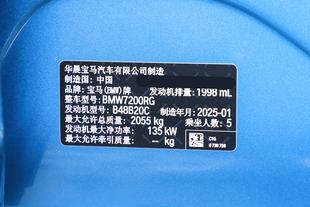 华晨宝马汽车有限公司制造
制造国: 中国
品牌: 宝马(BMW)牌 发动机排量: 1998 mL
整车型号: BMW7200RG
发动机型号: B48B20C 制造年月: 2025-01
最大允许总质量: 2055 kg 乘坐人数: 5
发动机最大净功率: 135 kW
最大允许牵引质量: - kg